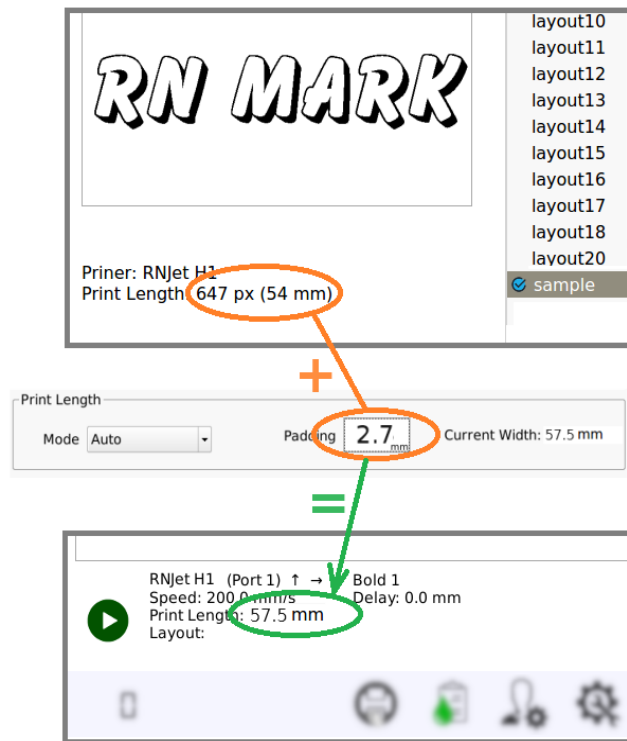 RN MARK
layout10
layout11
layout12
layout13
layout14
layout15
layout16
layout17
layout18
layout20
sample
Priner: RNJet H1
Print Length: 647 px (54 mm)
+
Print Length
Mode Auto Padding 2.7 mm Current Width: 57.5 mm
=
RNJet H1 (Port 1) ↑ → Bold 1
Speed: 200.0 mm/s Delay: 0.0 mm
Print Length: 57.5 mm
Layout: